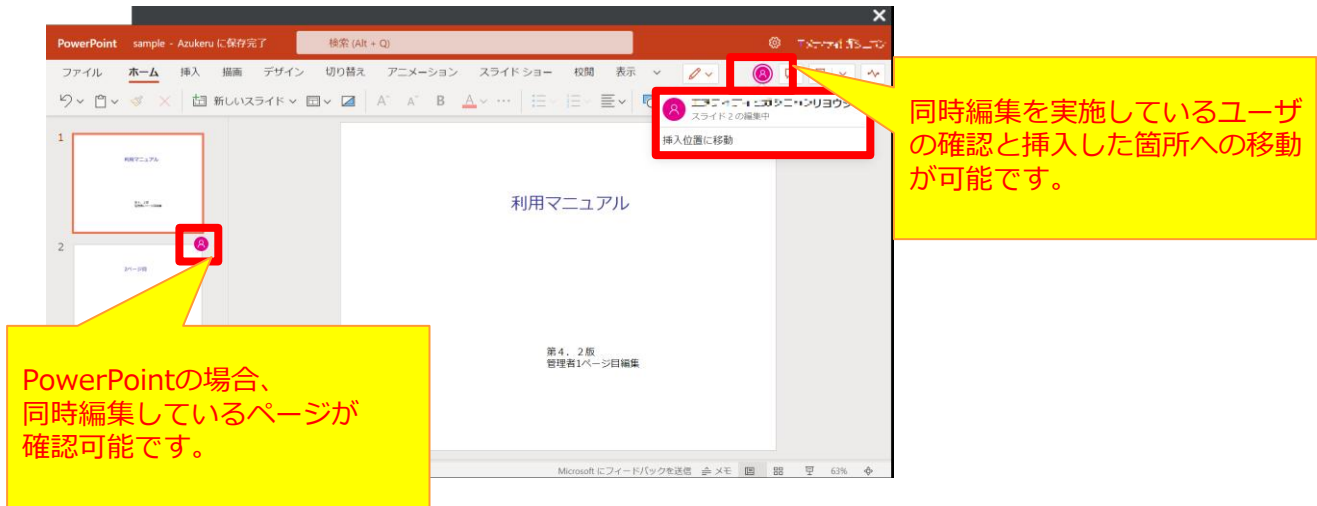 PowerPoint sample - Azukeru に保存完了 検索 (Alt + Q)
ファイル ホーム 挿入 描画 デザイン 切り替え アニメーション スライド ショー 校閲 表示
新しいスライド A A B A
スライド 2 の編集中
挿入位置に移動
同時編集を実施しているユーザ
の確認と挿入した箇所への移動
が可能です。
1
利用マニュアル
2
利用マニュアル
第4．2版
管理者1ページ目編集
PowerPointの場合、
同時編集しているページが
確認可能です。
Microsoft にフィードバックを送信 メモ 63%